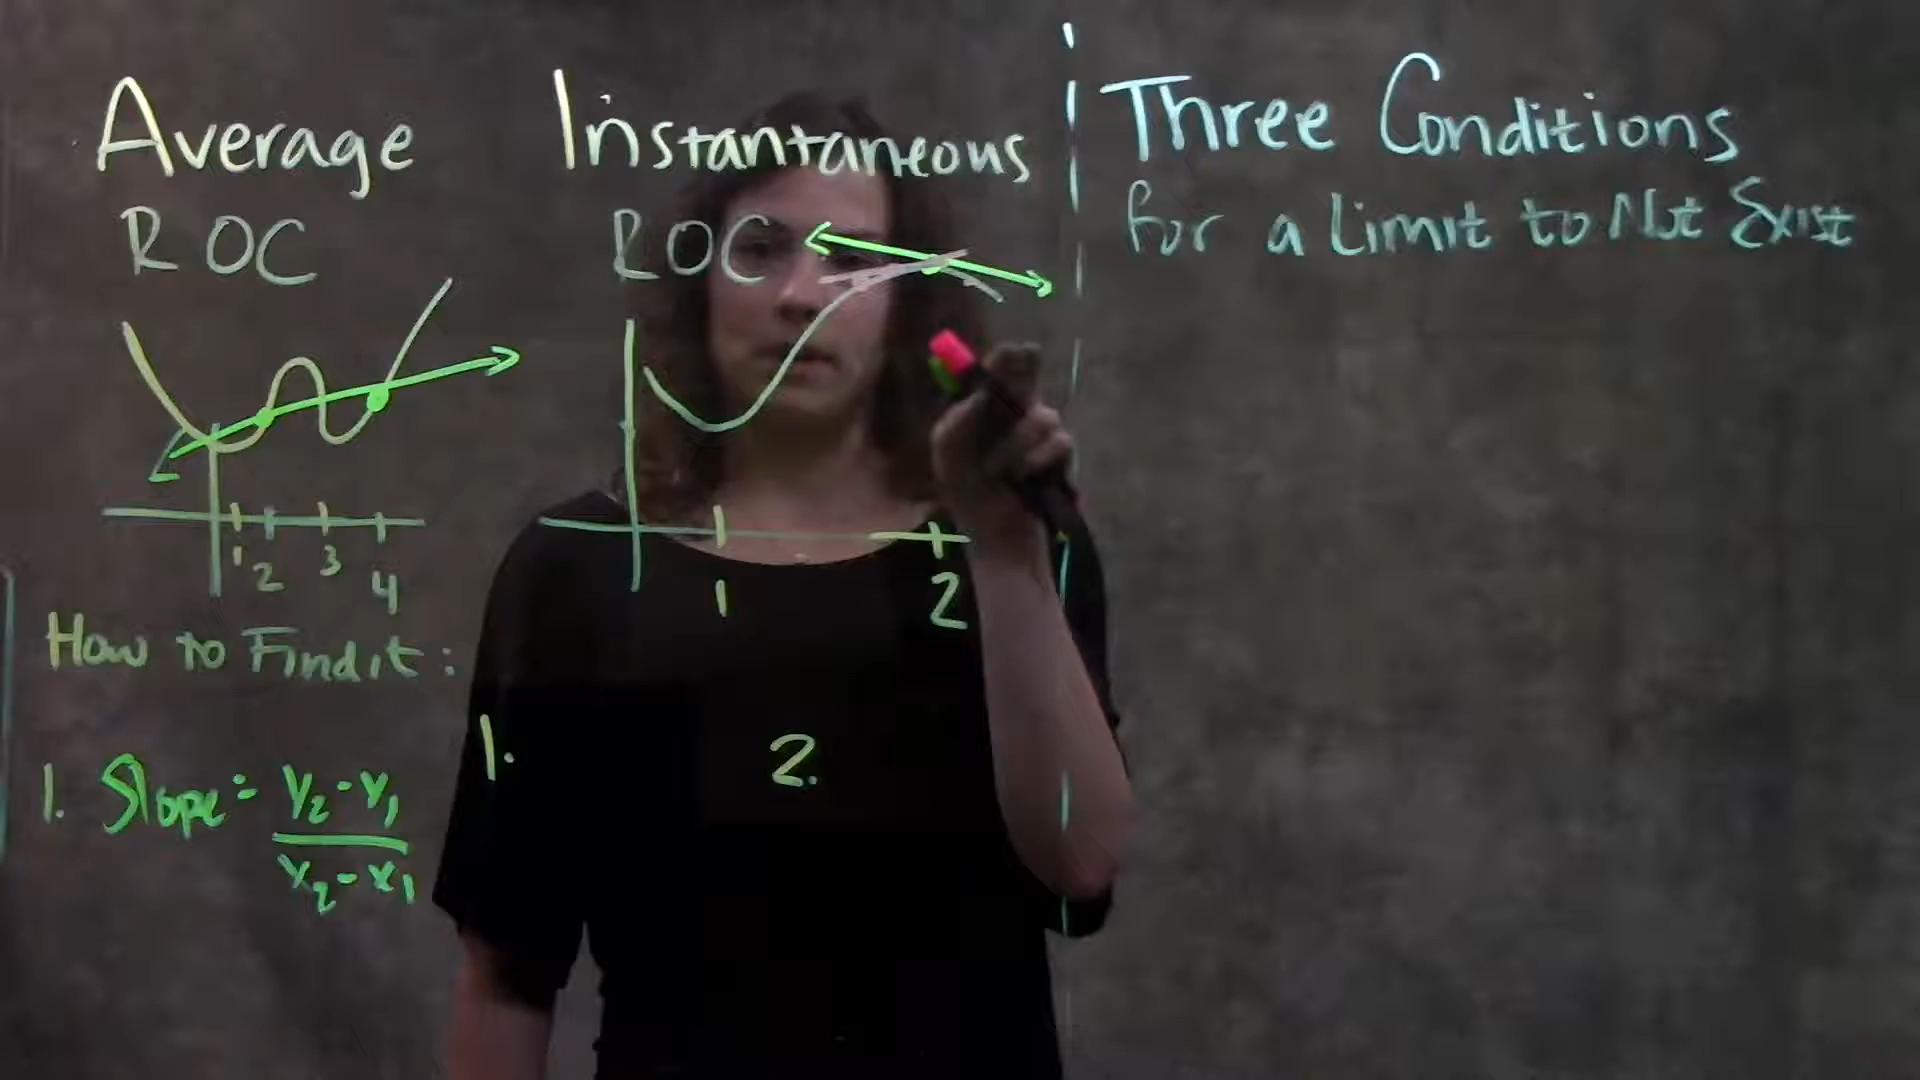 Average
ROC
1 2 3 4
How to Find it:
1. Slope = y₂ - y₁
x₂ - x₁
Instantaneous
ROC
1 2
1. 2.
Three Conditions
for a Limit to Not Exist